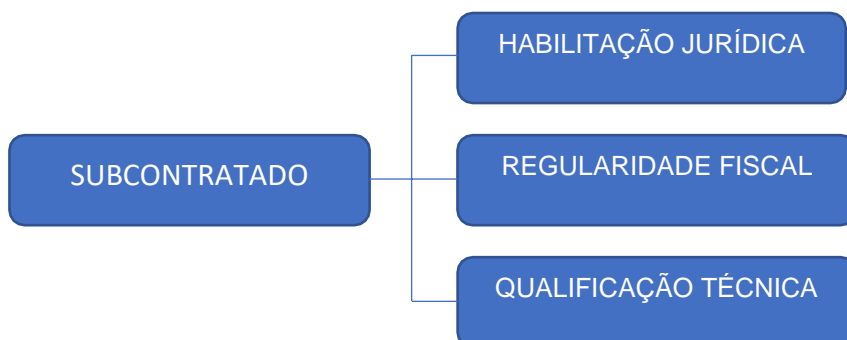 HABILITAÇÃO JURÍDICA
SUBCONTRATADO
REGULARIDADE FISCAL
QUALIFICAÇÃO TÉCNICA